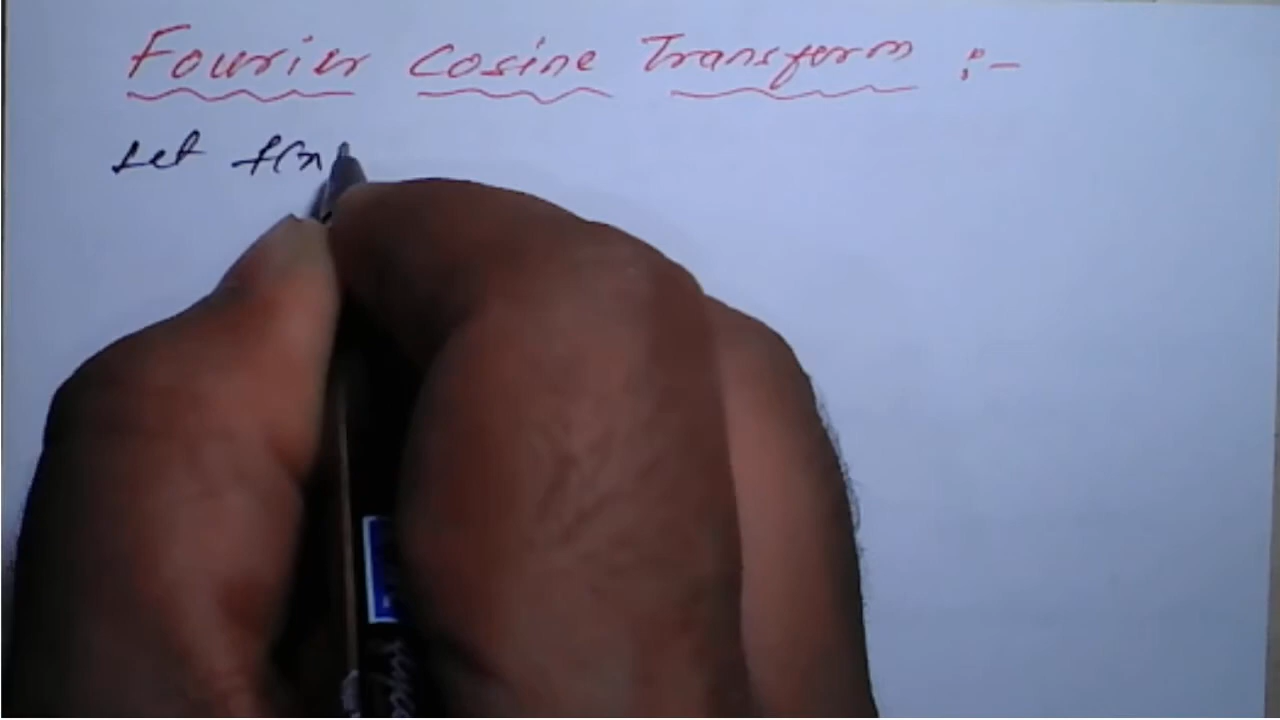 Fourier Cosine Transform :-
Let f(x